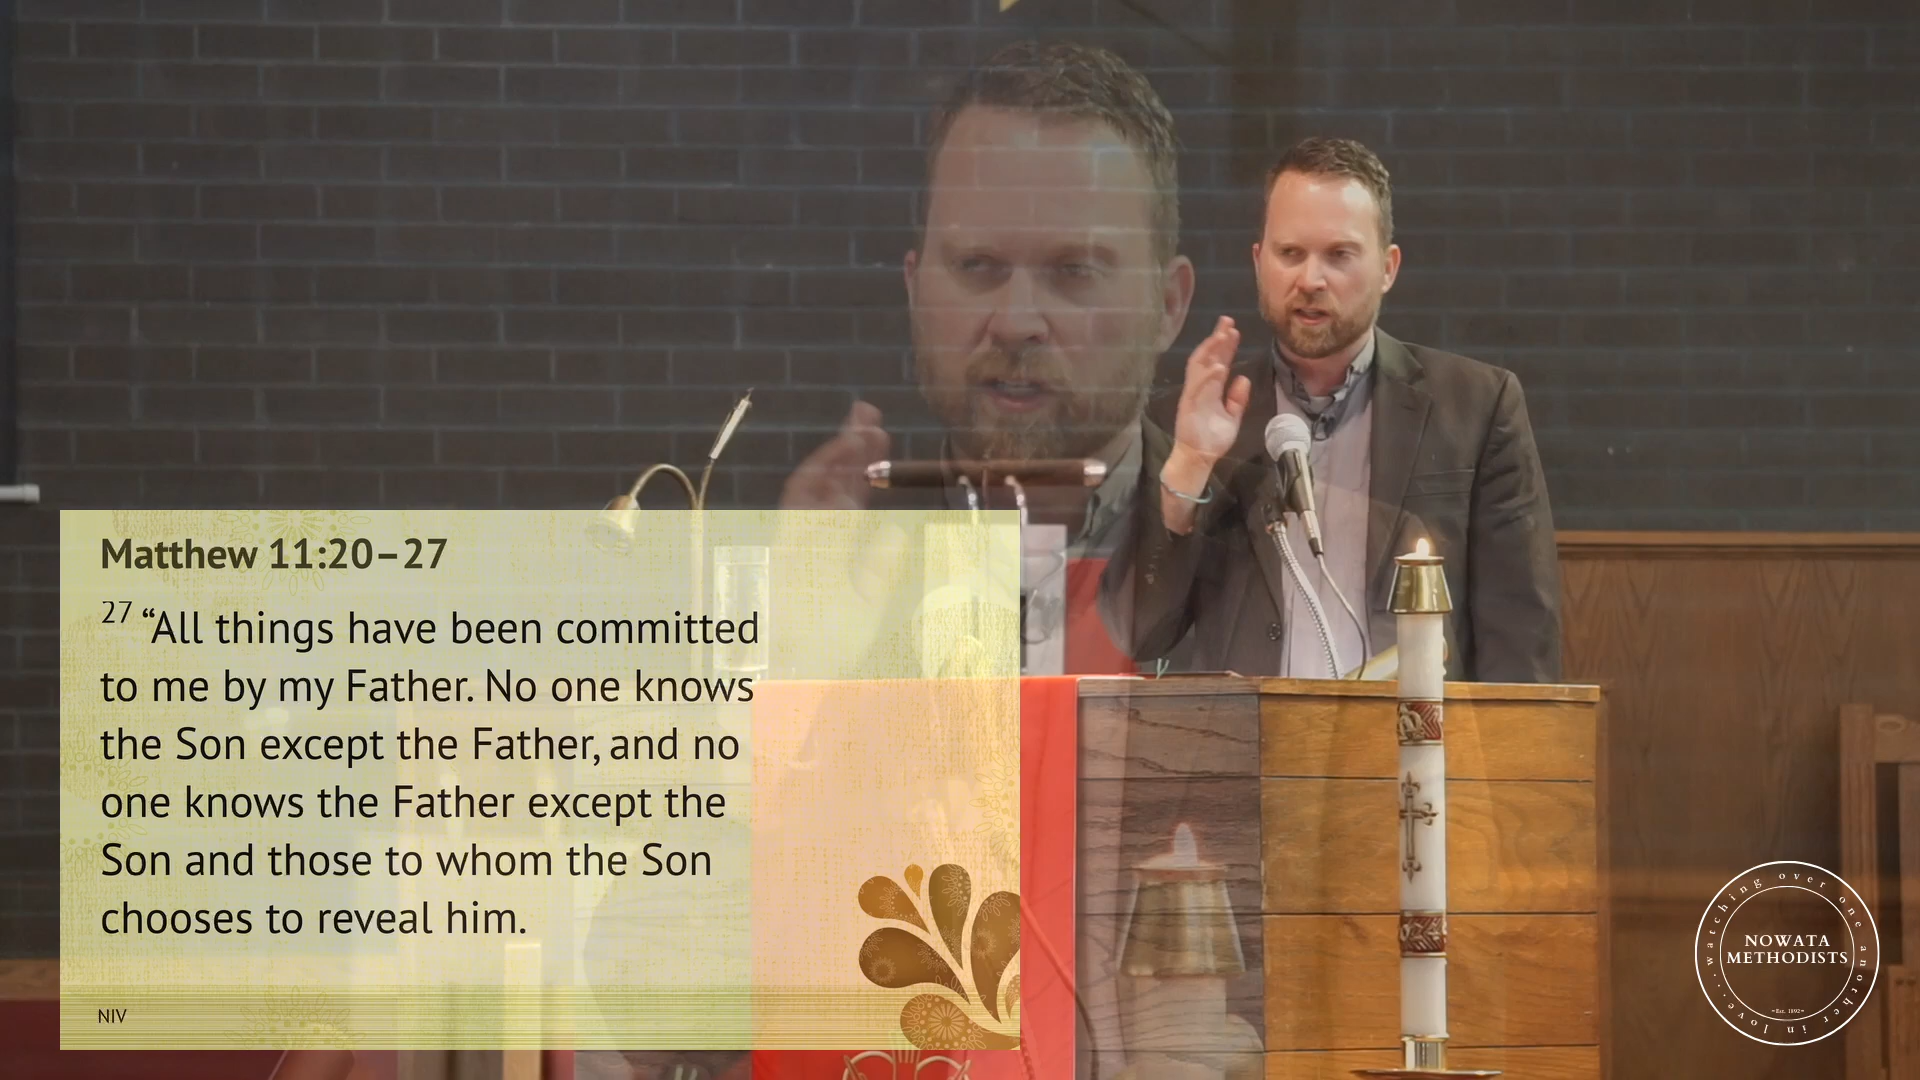 Matthew 11:20–27
27 “All things have been committed
to me by my Father. No one knows
the Son except the Father, and no
one knows the Father except the
Son and those to whom the Son
chooses to reveal him.
NIV
watching over one another in love...
NOWATA
METHODISTS
~Est. 1892~